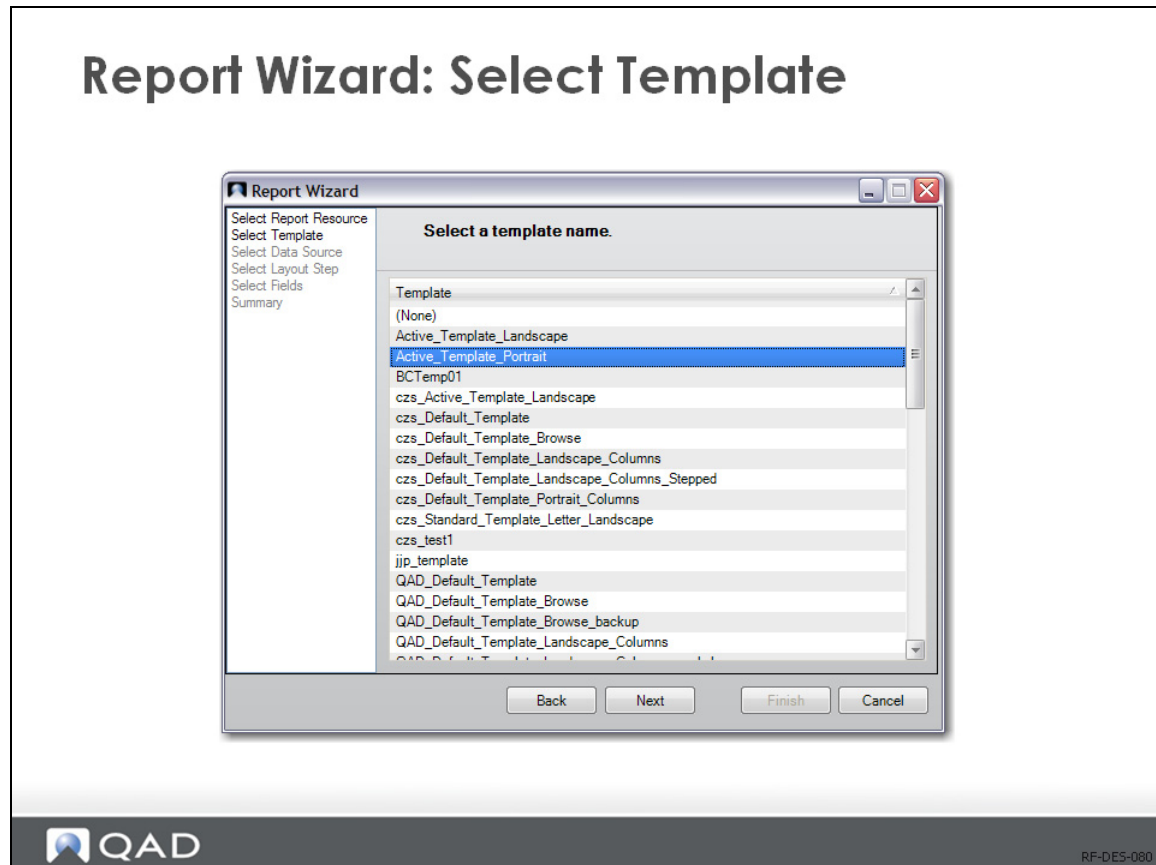 Report Wizard: Select Template
Report Wizard
Select Report Resource
Select Template
Select Data Source
Select Layout Step
Select Fields
Summary
Select a template name.
Template
(None)
Active_Template_Landscape
Active_Template_Portrait
BCTemp01
czs_Active_Template_Landscape
czs_Default_Template
czs_Default_Template_Browse
czs_Default_Template_Landscape_Columns
czs_Default_Template_Landscape_Columns_Stepped
czs_Default_Template_Portrait_Columns
czs_Standard_Template_Letter_Landscape
czs_test1
jjp_template
QAD_Default_Template
QAD_Default_Template_Browse
QAD_Default_Template_Browse_backup
QAD_Default_Template_Landscape_Columns
Back Next Finish Cancel
QAD
RF-DES-080